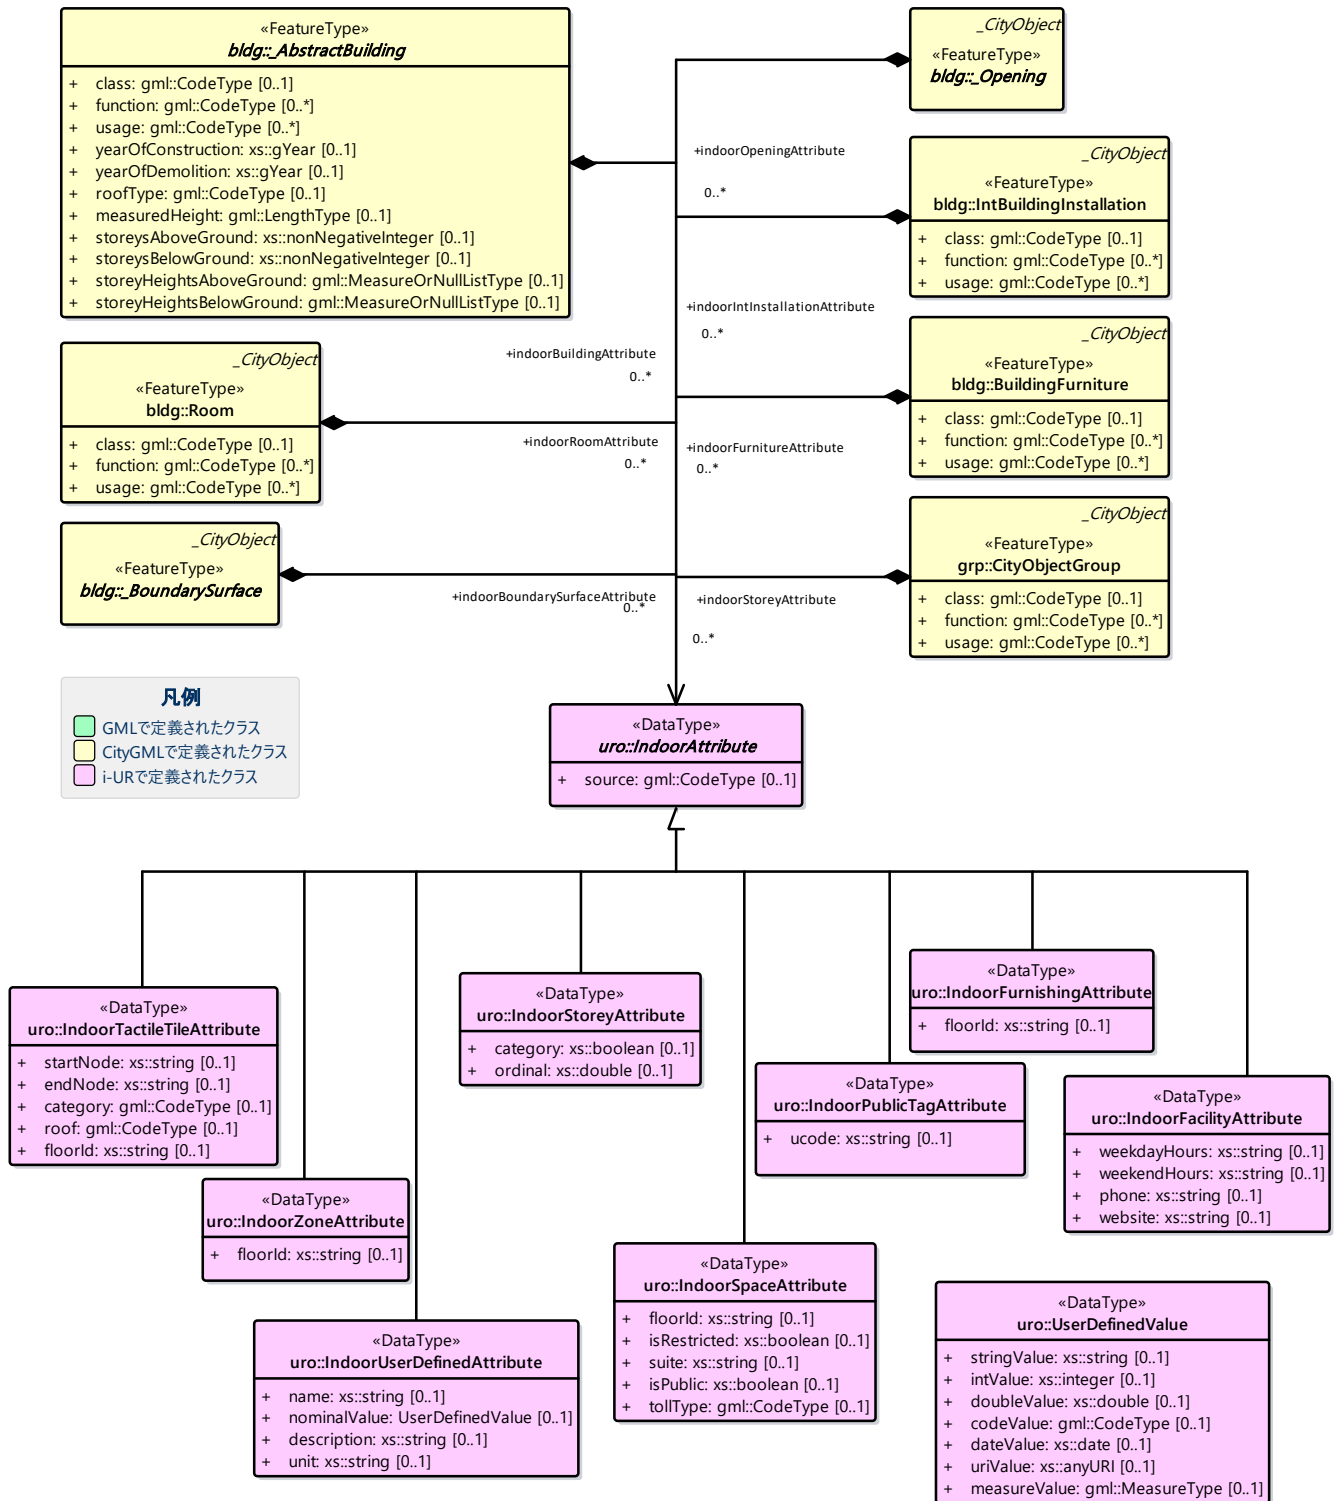 «FeatureType»
bldg::_AbstractBuilding
+ class: gml::CodeType [0..1]
+ function: gml::CodeType [0..*]
+ usage: gml::CodeType [0..*]
+ yearOfConstruction: xs::gYear [0..1]
+ yearOfDemolition: xs::gYear [0..1]
+ roofType: gml::CodeType [0..1]
+ measuredHeight: gml::LengthType [0..1]
+ storeysAboveGround: xs::nonNegativeInteger [0..1]
+ storeysBelowGround: xs::nonNegativeInteger [0..1]
+ storeyHeightsAboveGround: gml::MeasureOrNullListType [0..1]
+ storeyHeightsBelowGround: gml::MeasureOrNullListType [0..1]
_CityObject
«FeatureType»
bldg::_Opening
+indoorOpeningAttribute
0..*
_CityObject
«FeatureType»
bldg::IntBuildingInstallation
+ class: gml::CodeType [0..1]
+ function: gml::CodeType [0..*]
+ usage: gml::CodeType [0..*]
+indoorIntInstallationAttribute
0..*
+indoorBuildingAttribute
0..*
_CityObject
«FeatureType»
bldg::BuildingFurniture
+ class: gml::CodeType [0..1]
+ function: gml::CodeType [0..*]
+ usage: gml::CodeType [0..*]
_CityObject
«FeatureType»
bldg::Room
+ class: gml::CodeType [0..1]
+ function: gml::CodeType [0..*]
+ usage: gml::CodeType [0..*]
+indoorRoomAttribute
0..*
+indoorFurnitureAttribute
0..*
_CityObject
«FeatureType»
grp::CityObjectGroup
+ class: gml::CodeType [0..1]
+ function: gml::CodeType [0..*]
+ usage: gml::CodeType [0..*]
_CityObject
«FeatureType»
bldg::_BoundarySurface
+indoorBoundarySurfaceAttribute
0..*
+indoorStoreyAttribute
0..*
凡例
GMLで定義されたクラス
CityGMLで定義されたクラス
i-URで定義されたクラス
«DataType»
uro::IndoorAttribute
+ source: gml::CodeType [0..1]
«DataType»
uro::IndoorTactileTileAttribute
+ startNode: xs::string [0..1]
+ endNode: xs::string [0..1]
+ category: gml::CodeType [0..1]
+ roof: gml::CodeType [0..1]
+ floorId: xs::string [0..1]
«DataType»
uro::IndoorStoreyAttribute
+ category: xs::boolean [0..1]
+ ordinal: xs::double [0..1]
«DataType»
uro::IndoorFurnishingAttribute
+ floorId: xs::string [0..1]
«DataType»
uro::IndoorPublicTagAttribute
+ ucode: xs::string [0..1]
«DataType»
uro::IndoorFacilityAttribute
+ weekdayHours: xs::string [0..1]
+ weekendHours: xs::string [0..1]
+ phone: xs::string [0..1]
+ website: xs::string [0..1]
«DataType»
uro::IndoorZoneAttribute
+ floorId: xs::string [0..1]
«DataType»
uro::IndoorSpaceAttribute
+ floorId: xs::string [0..1]
+ isRestricted: xs::boolean [0..1]
+ suite: xs::string [0..1]
+ isPublic: xs::boolean [0..1]
+ tollType: gml::CodeType [0..1]
«DataType»
uro::IndoorUserDefinedAttribute
+ name: xs::string [0..1]
+ nominalValue: UserDefinedValue [0..1]
+ description: xs::string [0..1]
+ unit: xs::string [0..1]
«DataType»
uro::UserDefinedValue
+ stringValue: xs::string [0..1]
+ intValue: xs::integer [0..1]
+ doubleValue: xs::double [0..1]
+ codeValue: gml::CodeType [0..1]
+ dateValue: xs::date [0..1]
+ uriValue: xs::anyURI [0..1]
+ measureValue: gml::MeasureType [0..1]